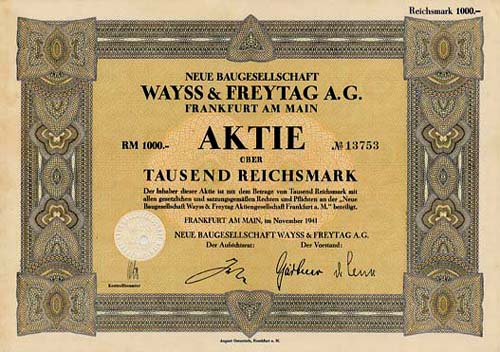 Reichsmark 1000.–
NEUE BAUGESELLSCHAFT
WAYSS & FREYTAG A.G.
FRANKFURT AM MAIN
RM 1000.- AKTIE № 13753
ÜBER
TAUSEND REICHSMARK
Der Inhaber dieser Aktie ist mit dem Betrage von Tausend Reichsmark mit
allen gesetzlichen und satzungsgemäßen Rechten und Pflichten an der „Neue
Baugesellschaft Wayss & Freytag Aktiengesellschaft Frankfurt a. M." beteiligt.
FRANKFURT AM MAIN, im November 1941
NEUE BAUGESELLSCHAFT WAYSS & FREYTAG A.G.
Der Aufsichtsrat: Der Vorstand:
Kontrollbeamter
August Osterrieth, Frankfurt a. M.